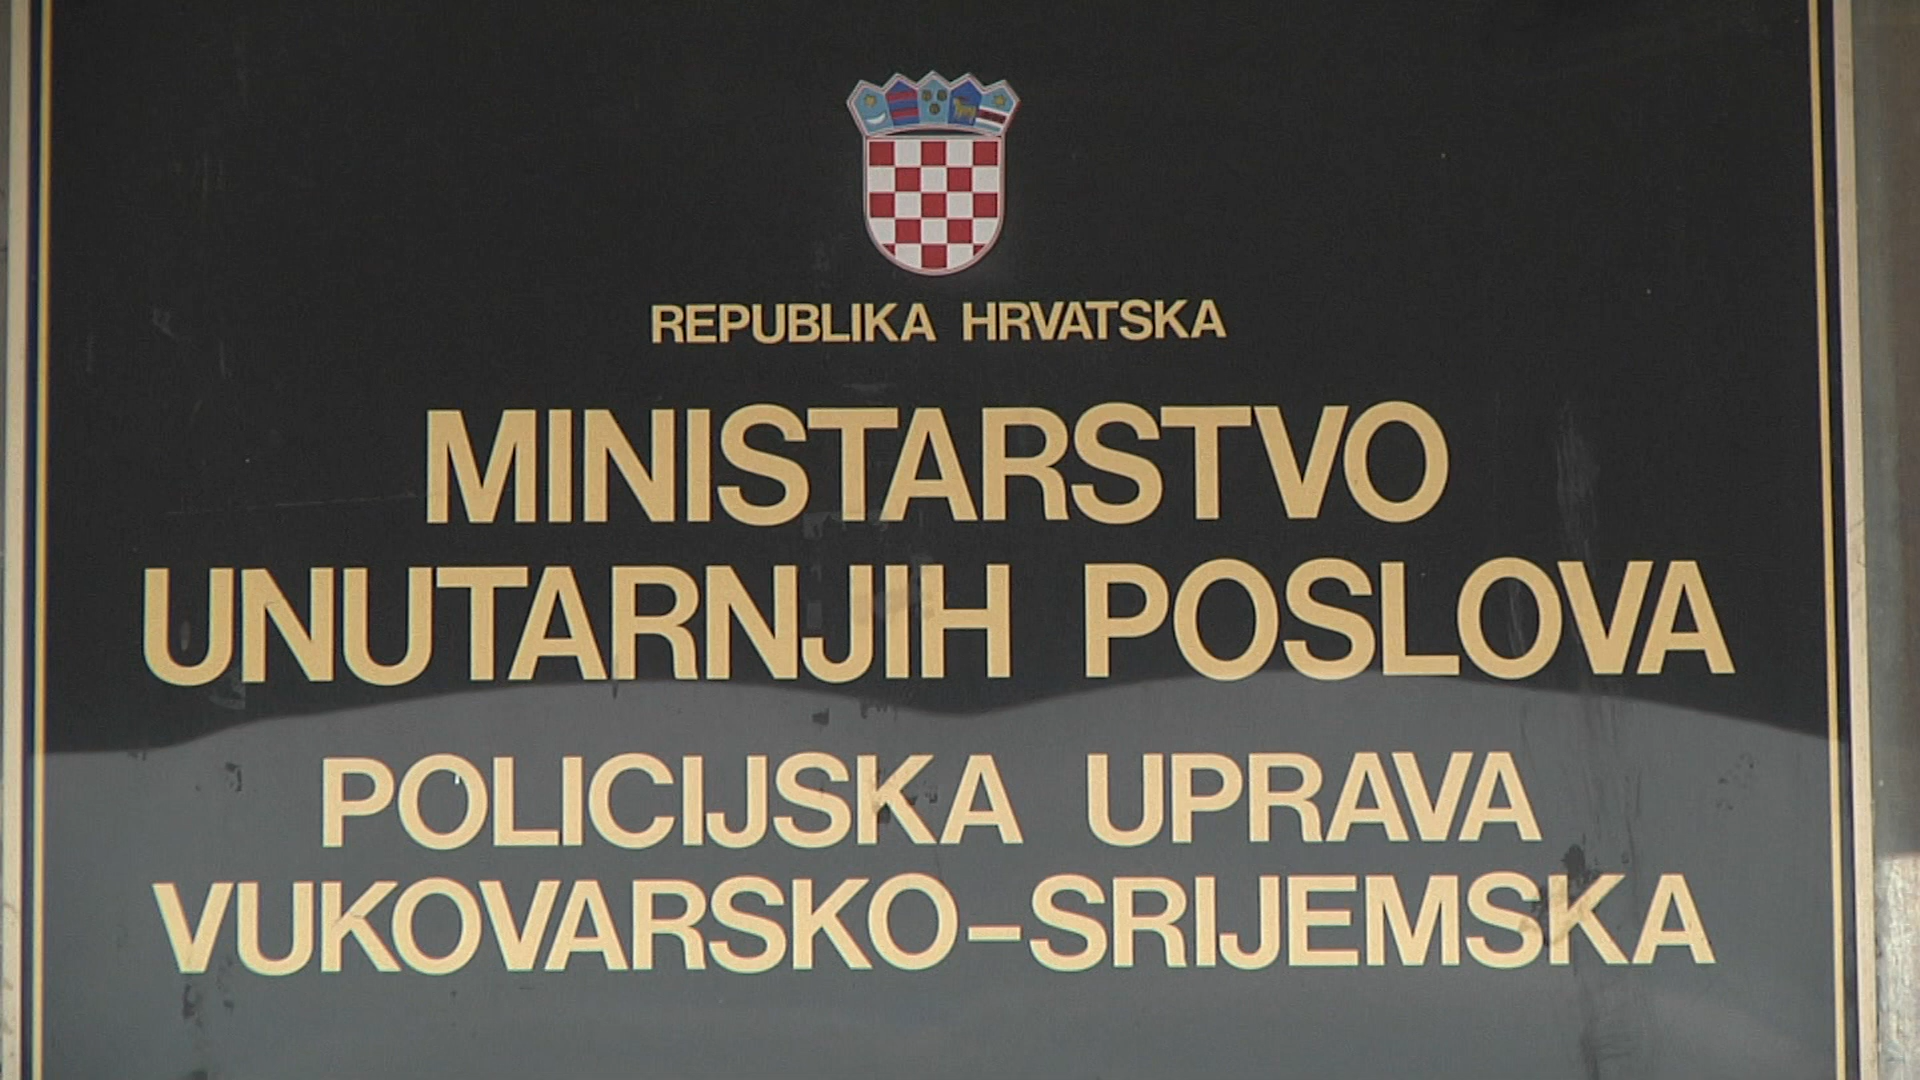 REPUBLIKA HRVATSKA
MINISTARSTVO
UNUTARNJIH POSLOVA
POLICIJSKA UPRAVA
VUKOVARSKO-SRIJEMSKA